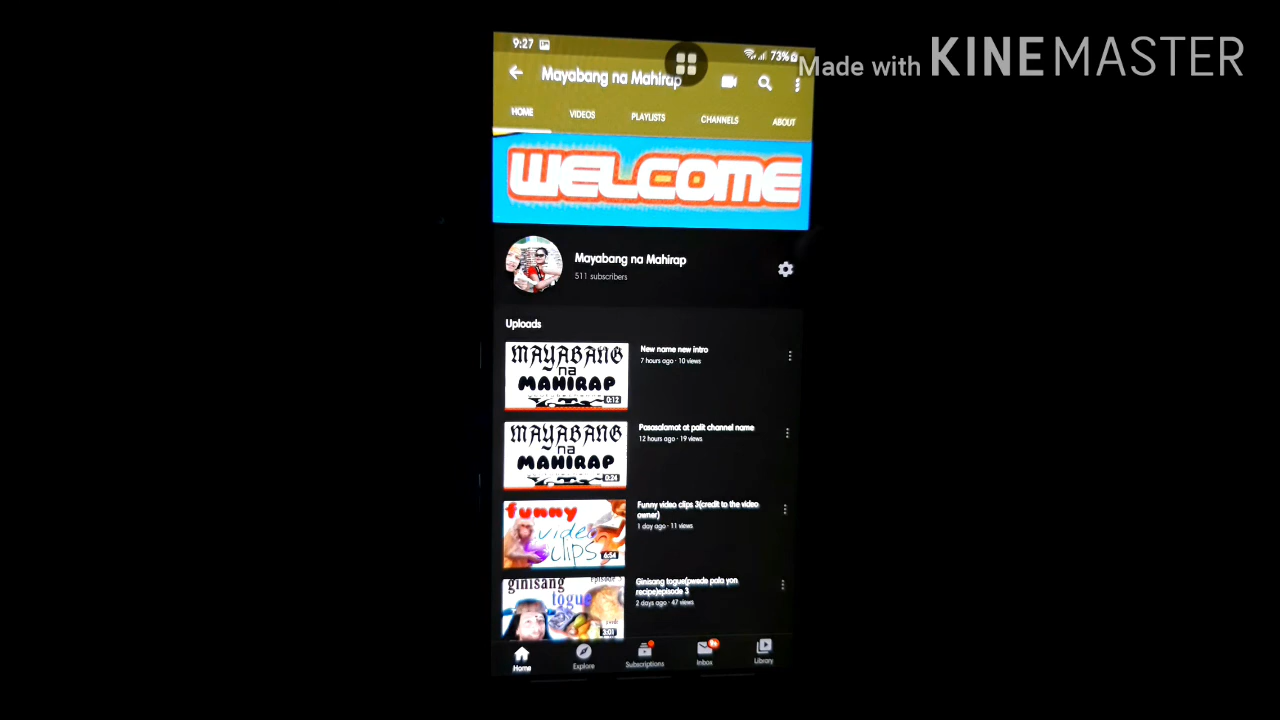 Made with KINEMASTER
9:27
73%
Mayabang na Mahirap
HOME VIDEOS PLAYLISTS CHANNELS ABOUT
WELCOME
Mayabang na Mahirap
511 subscribers
Uploads
MAYABANG
na
MAHIRAP
0:12
New name new intro
7 hours ago · 10 views
MAYABANG
na
MAHIRAP
0:24
Pasasalamat at palit channel name
12 hours ago · 19 views
funny
video
clips
6:54
Funny video clips 3(credit to the video
owner)
1 day ago · 11 views
ginisang
Episode 3
togue
3:01
Ginisang togue(pwede pala yon
recipe)episode 3
2 days ago · 47 views
Home Explore Subscriptions Inbox Library